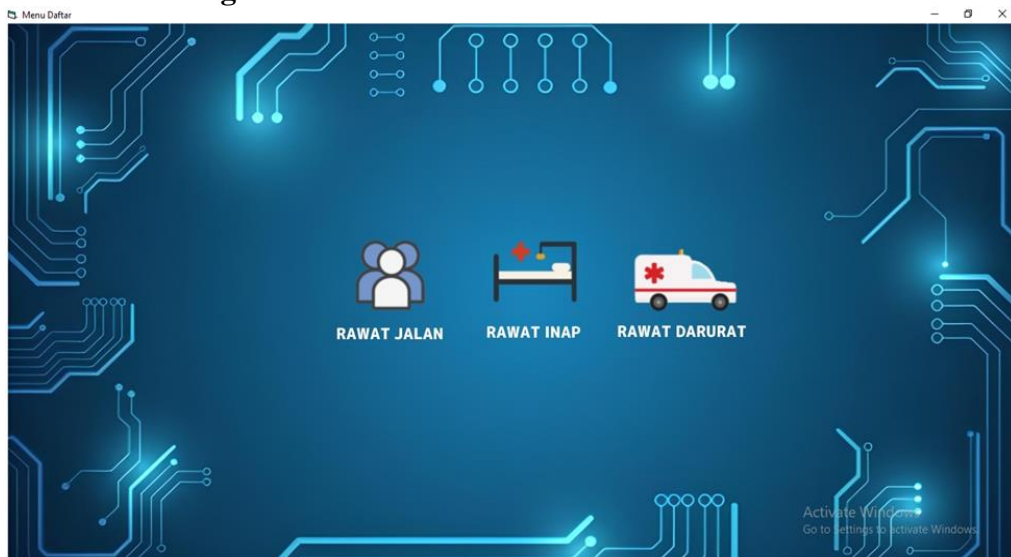 Menu Daftar
RAWAT JALAN RAWAT INAP RAWAT DARURAT
Activate Windows
Go to Settings to activate Windows.